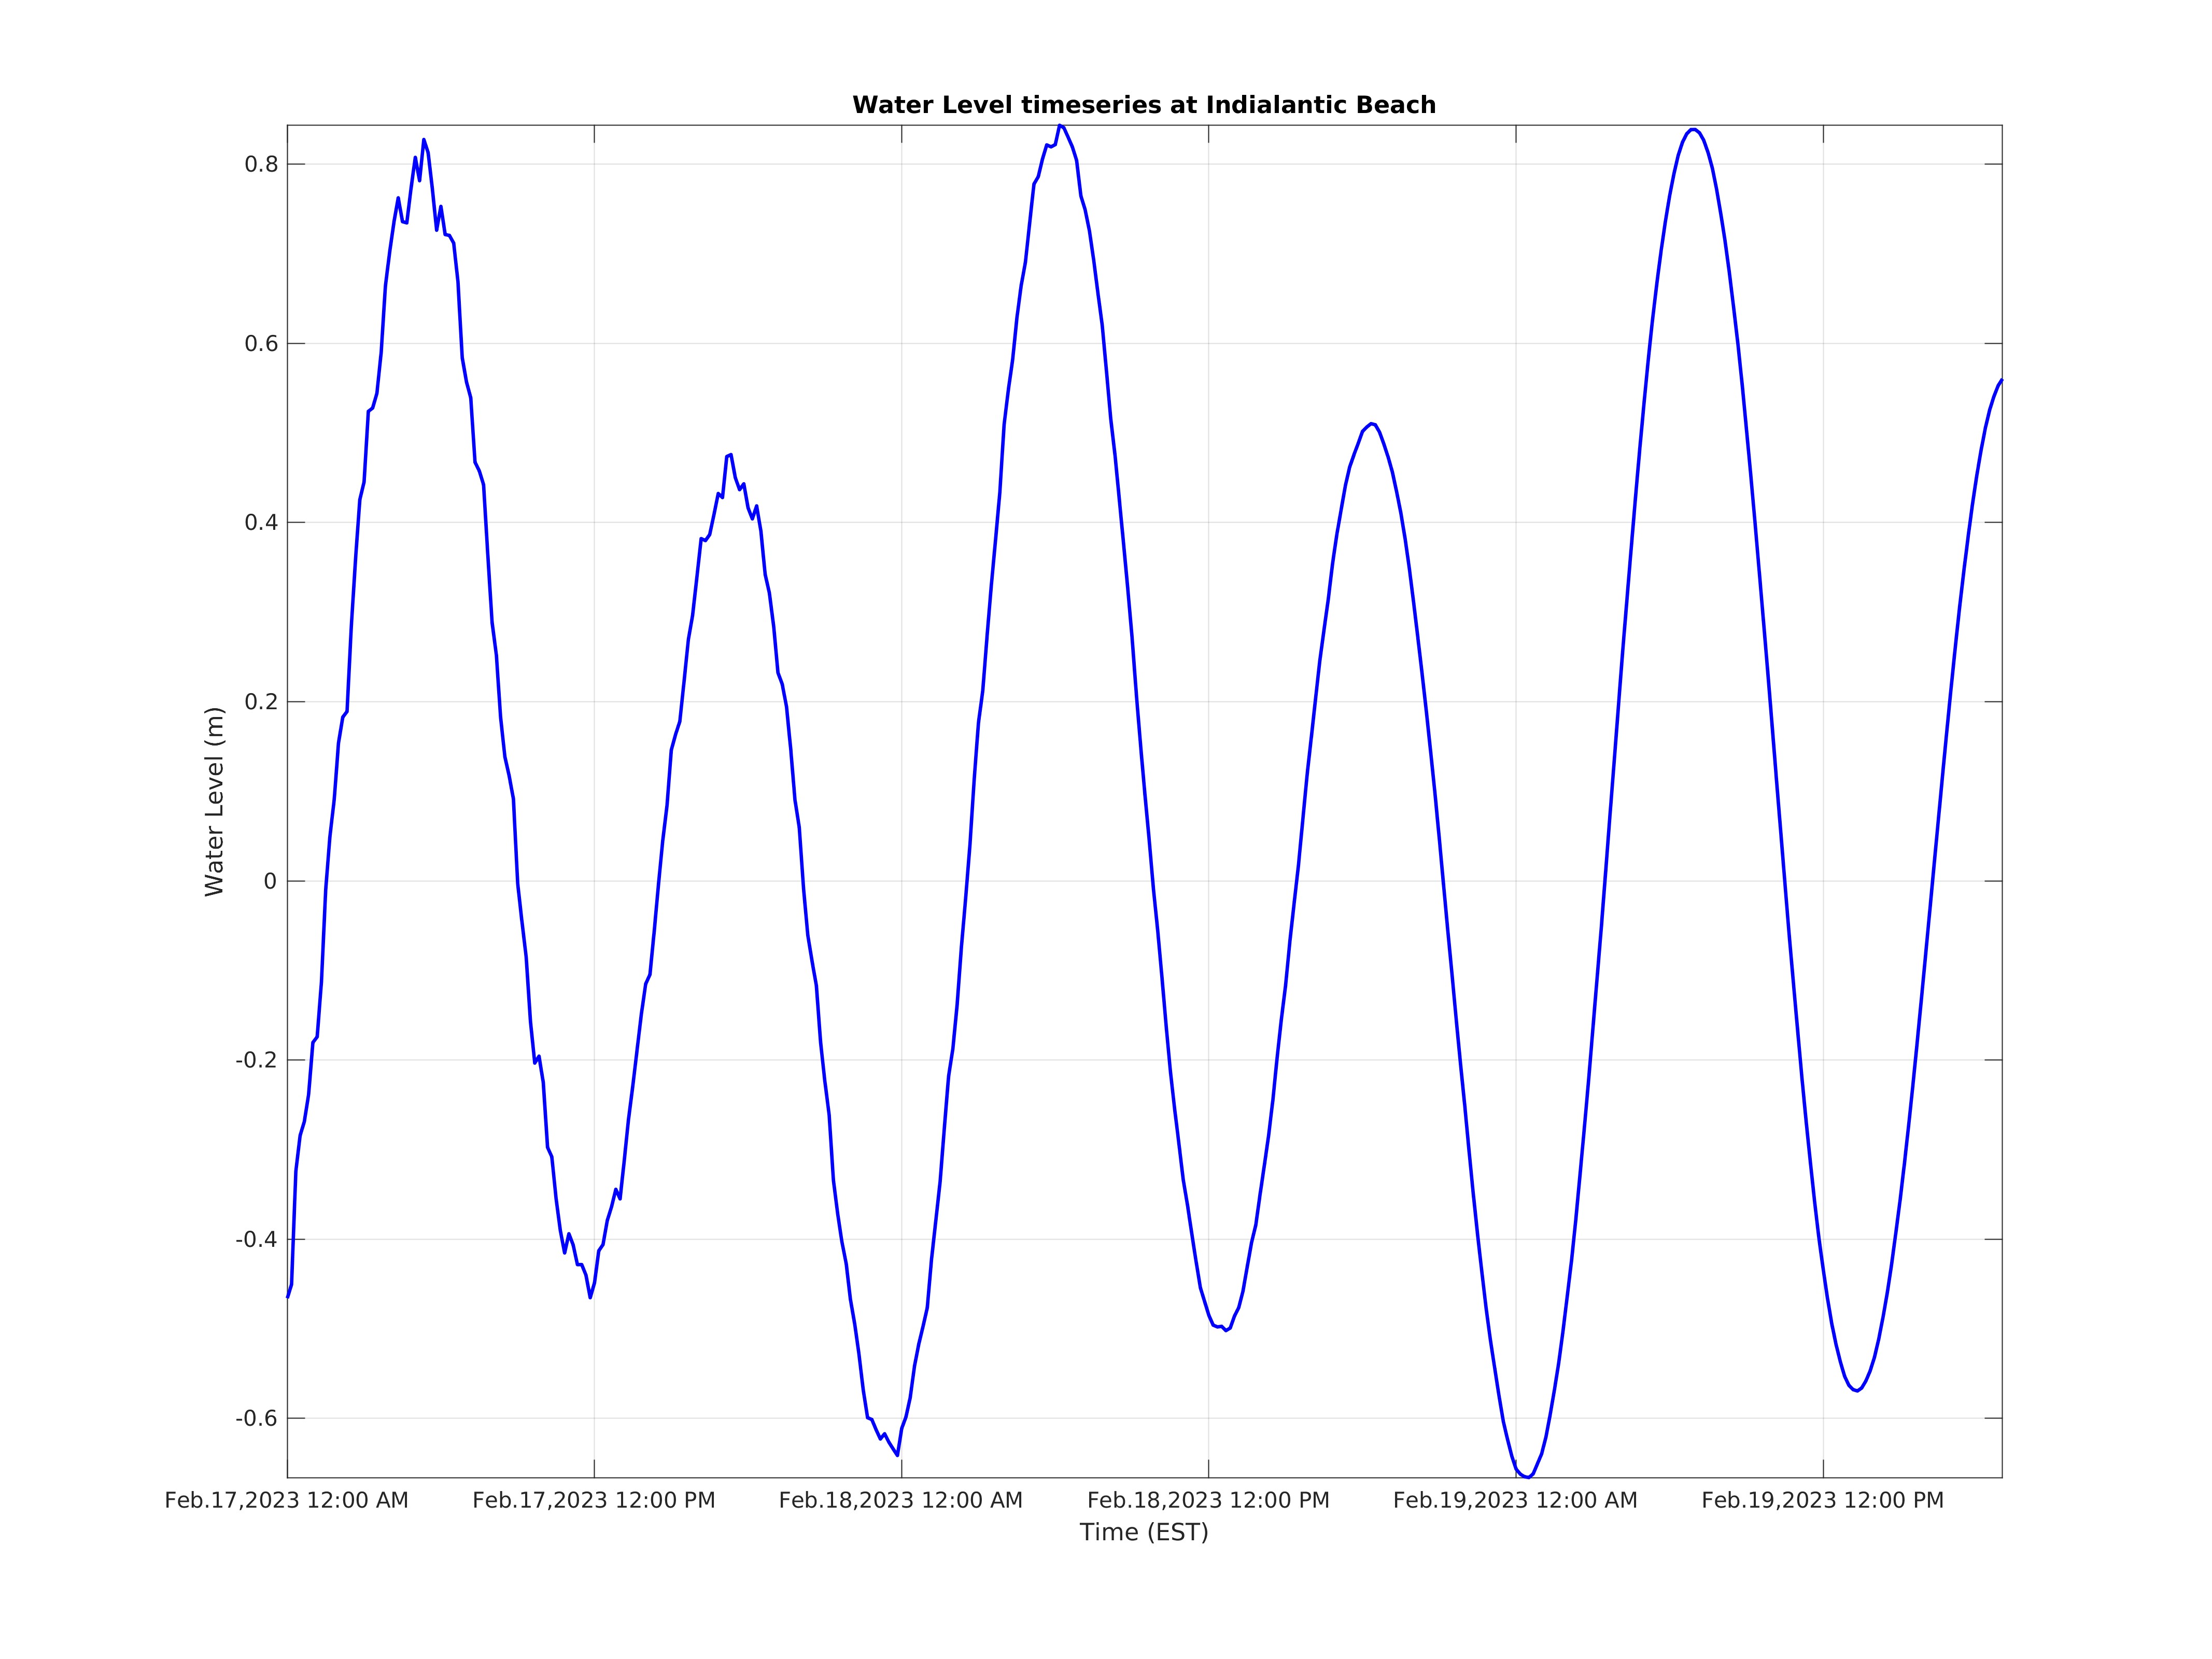 Water Level timeseries at Indialantic Beach
Water Level (m)
0.8
0.6
0.4
0.2
0
-0.2
-0.4
-0.6
Feb.17,2023 12:00 AM
Feb.17,2023 12:00 PM
Feb.18,2023 12:00 AM
Feb.18,2023 12:00 PM
Feb.19,2023 12:00 AM
Feb.19,2023 12:00 PM
Time (EST)